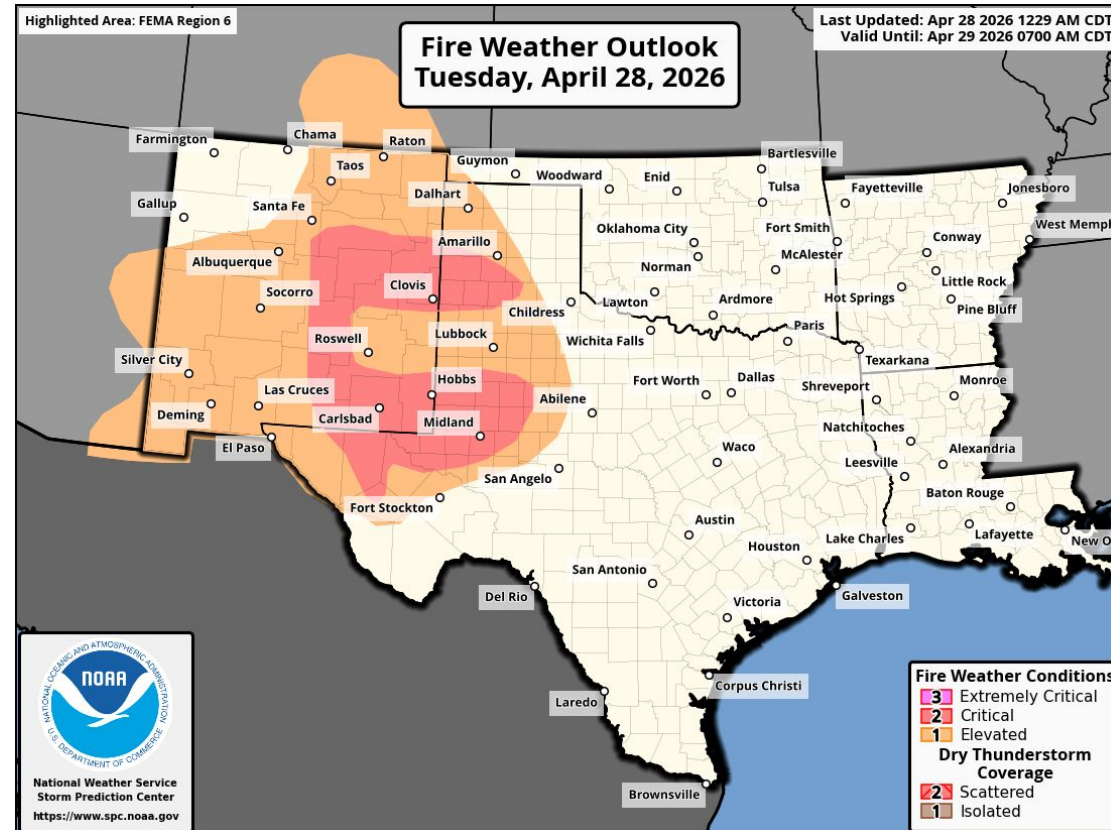 Highlighted Area: FEMA Region 6
Last Updated: Apr 28 2026 1229 AM CDT
Valid Until: Apr 29 2026 0700 AM CDT
Fire Weather Outlook
Tuesday, April 28, 2026
Farmington
Chama
Raton
Taos
Guymon
Woodward
Enid
Bartlesville
Tulsa
Fayetteville
Jonesboro
Gallup
Santa Fe
Dalhart
West Memph
Albuquerque
Amarillo
Oklahoma City
Norman
Fort Smith
McAlester
Conway
Little Rock
Socorro
Clovis
Childress
Lawton
Ardmore
Hot Springs
Pine Bluff
Roswell
Lubbock
Wichita Falls
Paris
Texarkana
Silver City
Hobbs
Fort Worth
Dallas
Shreveport
Monroe
Deming
Las Cruces
Carlsbad
Midland
Abilene
Natchitoches
El Paso
Waco
Leesville
Alexandria
San Angelo
Baton Rouge
Fort Stockton
Austin
Houston
Lake Charles
Lafayette
New O
San Antonio
Del Rio
Victoria
Galveston
Corpus Christi
Laredo
Brownsville
NATIONAL OCEANIC AND ATMOSPHERIC ADMINISTRATION
NOAA
U.S. DEPARTMENT OF COMMERCE
National Weather Service
Storm Prediction Center
https://www.spc.noaa.gov
Fire Weather Conditions
3 Extremely Critical
2 Critical
1 Elevated
Dry Thunderstorm
Coverage
2 Scattered
1 Isolated